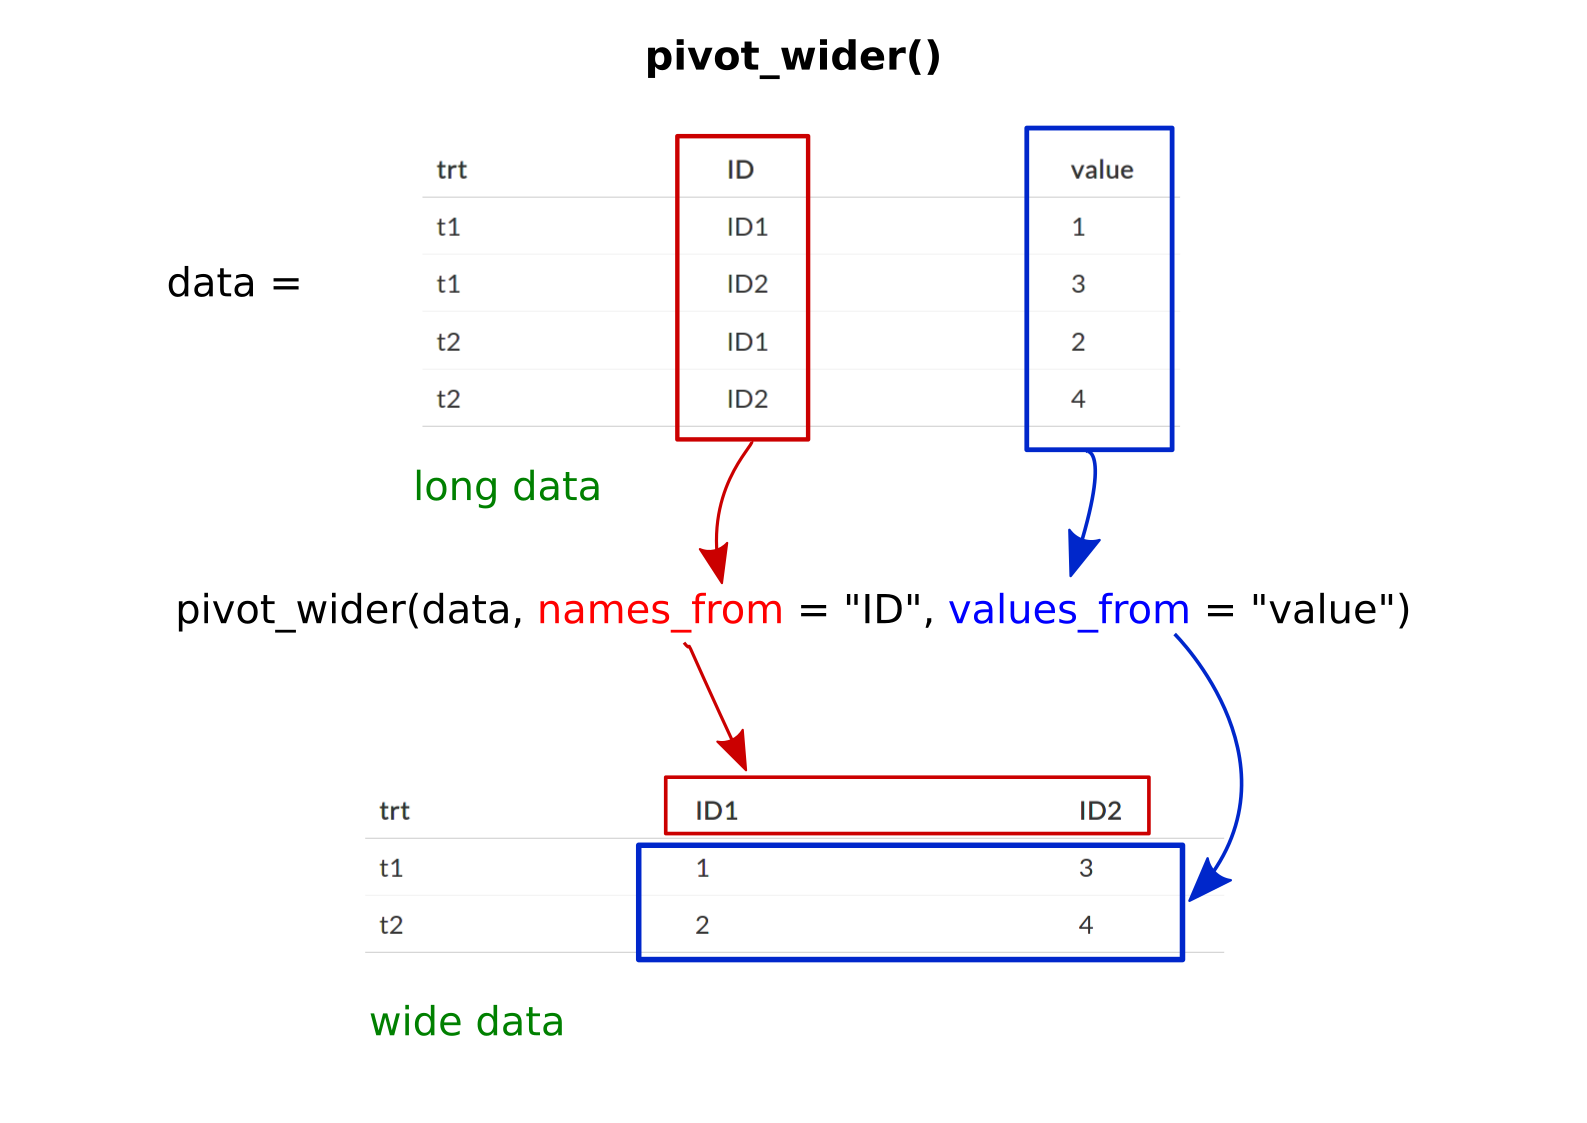 pivot_wider()
trt ID value
t1 ID1 1
data =
t1 ID2 3
t2 ID1 2
t2 ID2 4
long data
pivot_wider(data, names_from = "ID", values_from = "value")
trt ID1 ID2
t1 1 3
t2 2 4
wide data